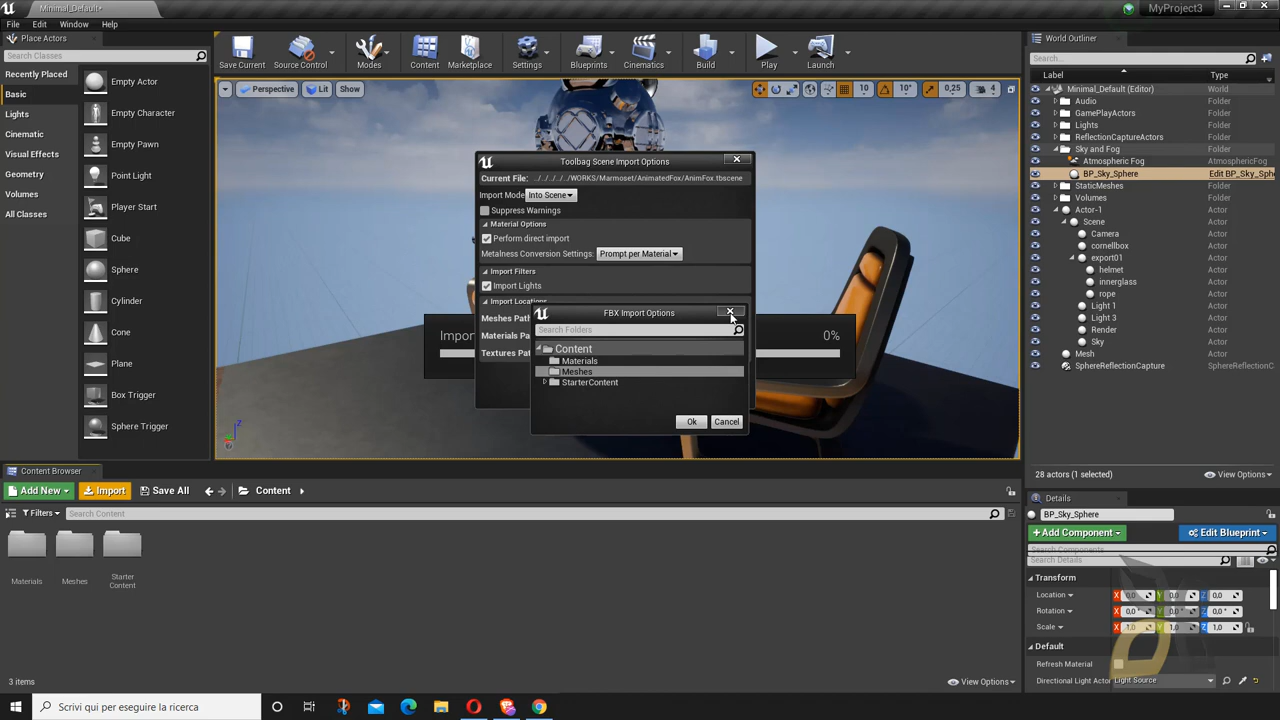 Minimal_Default*
MyProject3
File Edit Window Help
Place Actors
Search Classes
Recently Placed
Basic
Lights
Cinematic
Visual Effects
Geometry
Volumes
All Classes
Empty Actor
Empty Character
Empty Pawn
Point Light
Player Start
Cube
Sphere
Cylinder
Cone
Plane
Box Trigger
Sphere Trigger
Save Current Source Control Modes Content Marketplace Settings Blueprints Cinematics Build Play Launch
Perspective Lit Show 10 10° 0,25 4
Toolbag Scene Import Options
Current File: ../../../../../WORKS/Marmoset/AnimatedFox/AnimFox.tbscene
Import Mode Into Scene
Suppress Warnings
Material Options
Perform direct import
Metalness Conversion Settings: Prompt per Material
Import Filters
Import Lights
Import Locations
Meshes Pat
Materials Pa
Textures Pat
Impor
0%
FBX Import Options
Search Folders
Content
Materials
Meshes
StarterContent
Ok Cancel
World Outliner
Search...
Label Type
Minimal_Default (Editor) World
Audio Folder
GamePlayActors Folder
Lights Folder
ReflectionCaptureActors Folder
Sky and Fog Folder
Atmospheric Fog AtmosphericFog
BP_Sky_Sphere Edit BP_Sky_Sph
StaticMeshes Folder
Volumes Folder
Actor-1 Actor
Scene Actor
Camera Actor
cornellbox Actor
export01 Actor
helmet Actor
innerglass Actor
rope Actor
Light 1 Actor
Light 3 Actor
Render Actor
Sky Actor
Mesh Actor
SphereReflectionCapture SphereReflectionC
28 actors (1 selected) View Options
Content Browser
Add New Import Save All Content
Filters Search Content
Materials Meshes Starter
Content
3 items View Options
Details
BP_Sky_Sphere
+Add Component Edit Blueprint
Search Components
Search Details
Transform
Location X 0,0 Y 0,0 Z 0,0
Rotation X 0,0° Y 0,0° Z 0,0°
Scale X 1,0 Y 1,0 Z 1,0
Default
Refresh Material
Directional Light Actor Light Source
Scrivi qui per eseguire la ricerca